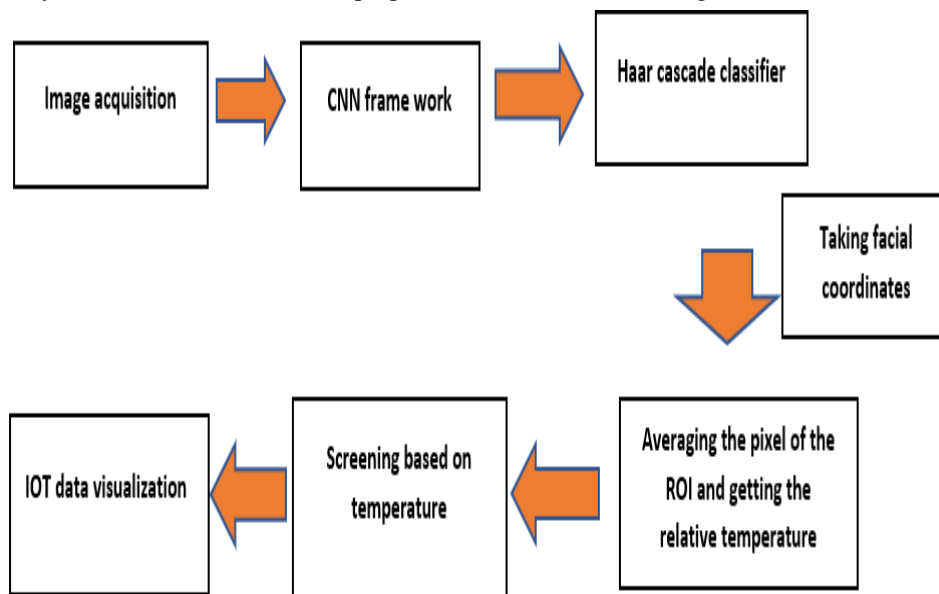 Image acquisition
CNN frame work
Haar cascade classifier
Taking facial
coordinates
Averaging the pixel of the
ROI and getting the
relative temperature
Screening based on
temperature
IOT data visualization